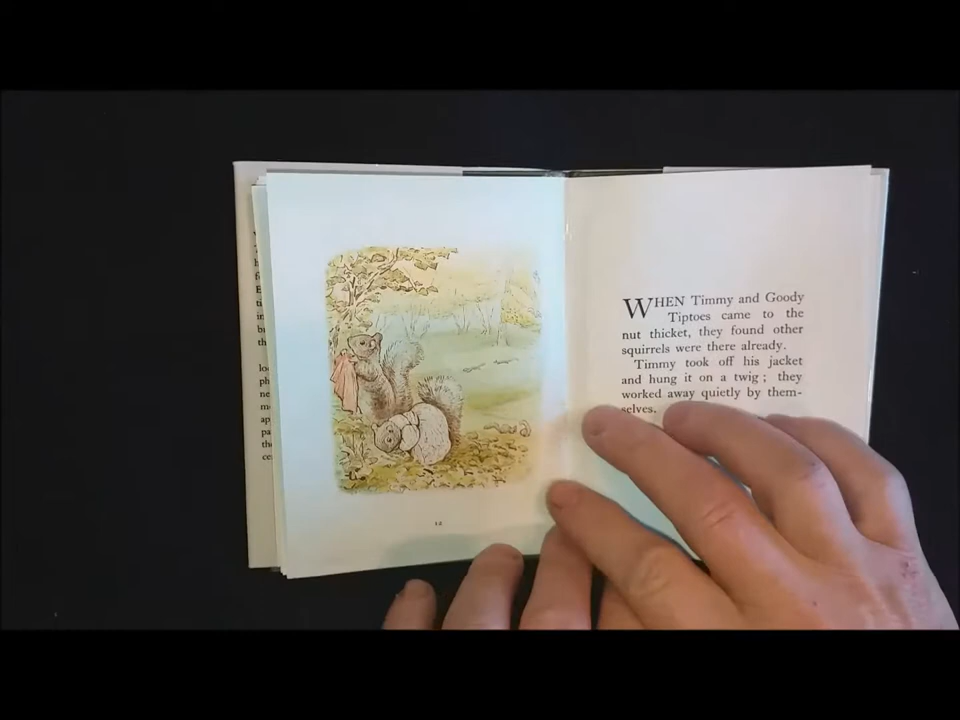 12
WHEN Timmy and Goody
Tiptoes came to the
nut thicket, they found other
squirrels were there already.
Timmy took off his jacket
and hung it on a twig ; they
worked away quietly by them-
selves.